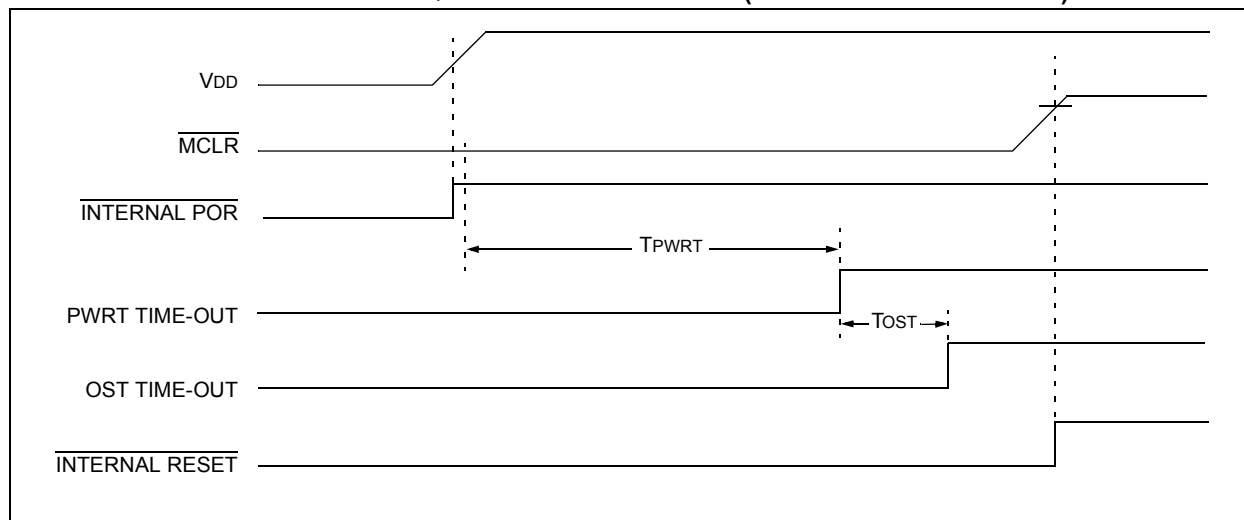 VDD
MCLR
INTERNAL POR
TPWRT
PWRT TIME-OUT
TOST
OST TIME-OUT
INTERNAL RESET